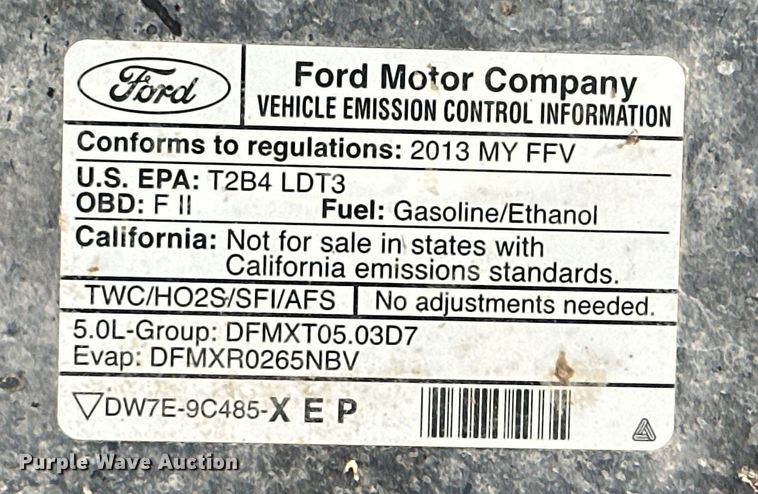 Ford
Ford Motor Company
VEHICLE EMISSION CONTROL INFORMATION
Conforms to regulations: 2013 MY FFV
U.S. EPA: T2B4 LDT3
OBD: F II Fuel: Gasoline/Ethanol
California: Not for sale in states with
California emissions standards.
TWC/HO2S/SFI/AFS No adjustments needed.
5.0L-Group: DFMXT05.03D7
Evap: DFMXR0265NBV
DW7E-9C485-X E P
Purple Wave Auction